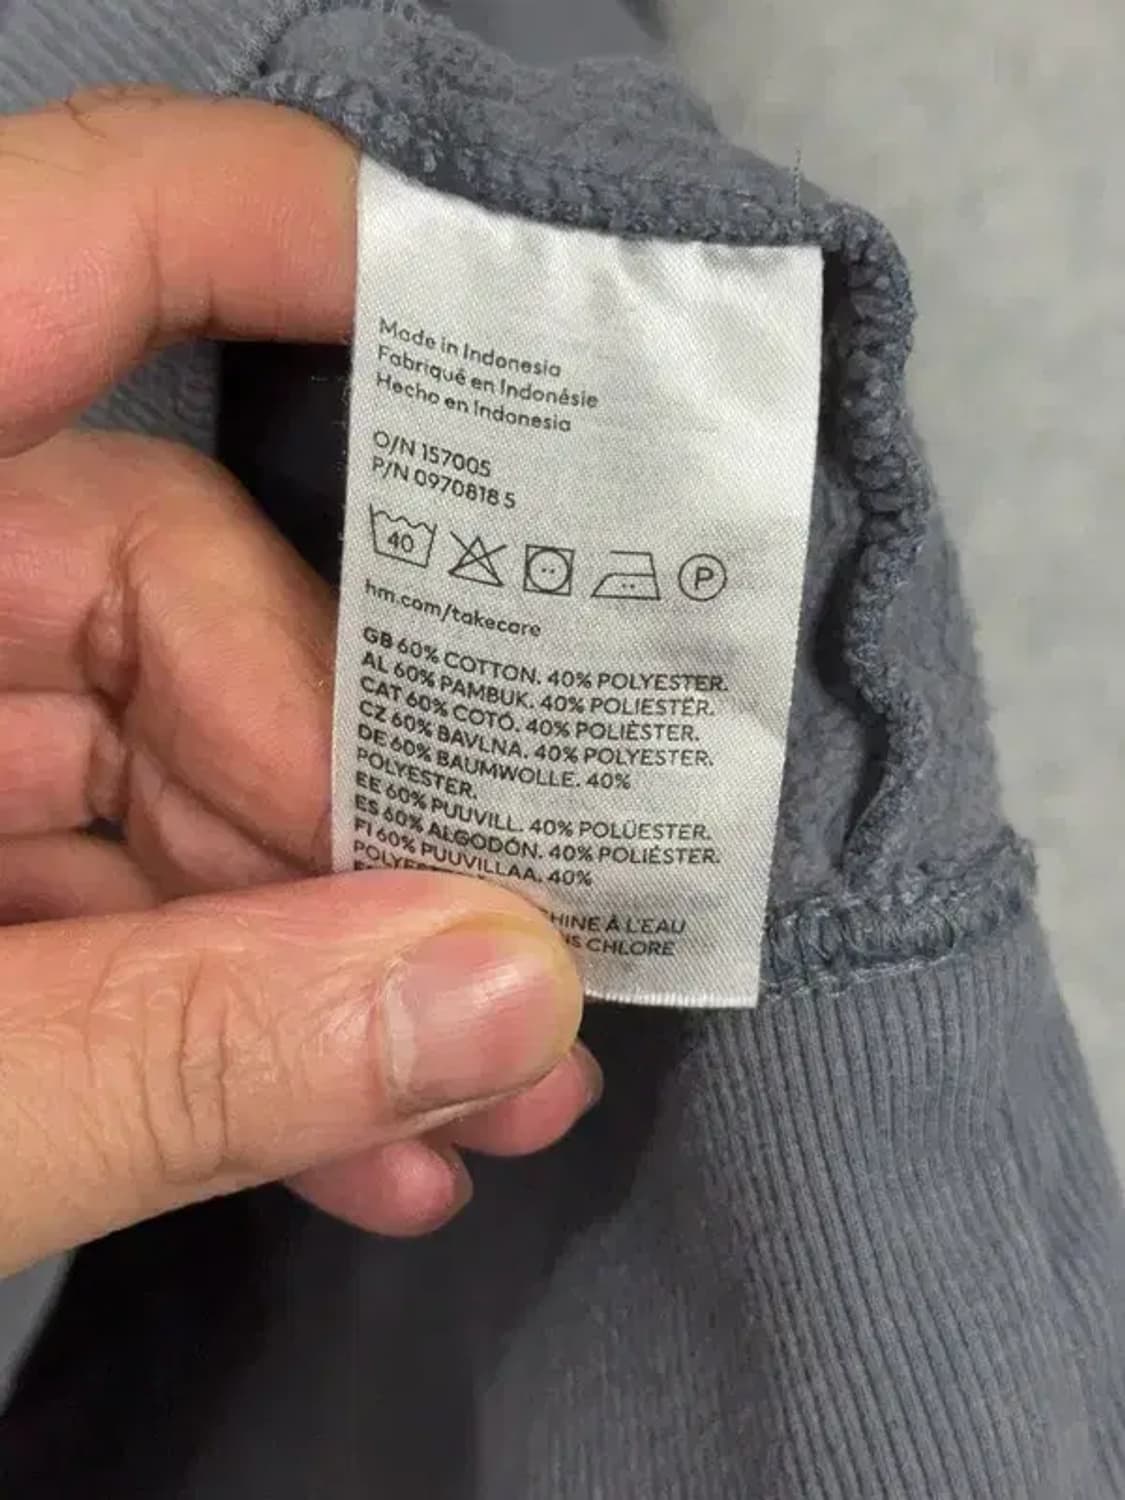 Made in Indonesia
Fabriqué en Indonésie
Hecho en Indonesia
O/N 157005
P/N 0970818 5
40 P
hm.com/takecare
GB 60% COTTON. 40% POLYESTER.
AL 60% PAMBUK. 40% POLIESTËR.
CAT 60% COTÓ. 40% POLIÈSTER.
CZ 60% BAVLNA. 40% POLYESTER.
DE 60% BAUMWOLLE. 40%
POLYESTER.
EE 60% PUUVILL. 40% POLÜESTER.
ES 60% ALGODÓN. 40% POLIÉSTER.
FI 60% PUUVILLAA. 40%
À L'EAU
CHLORE